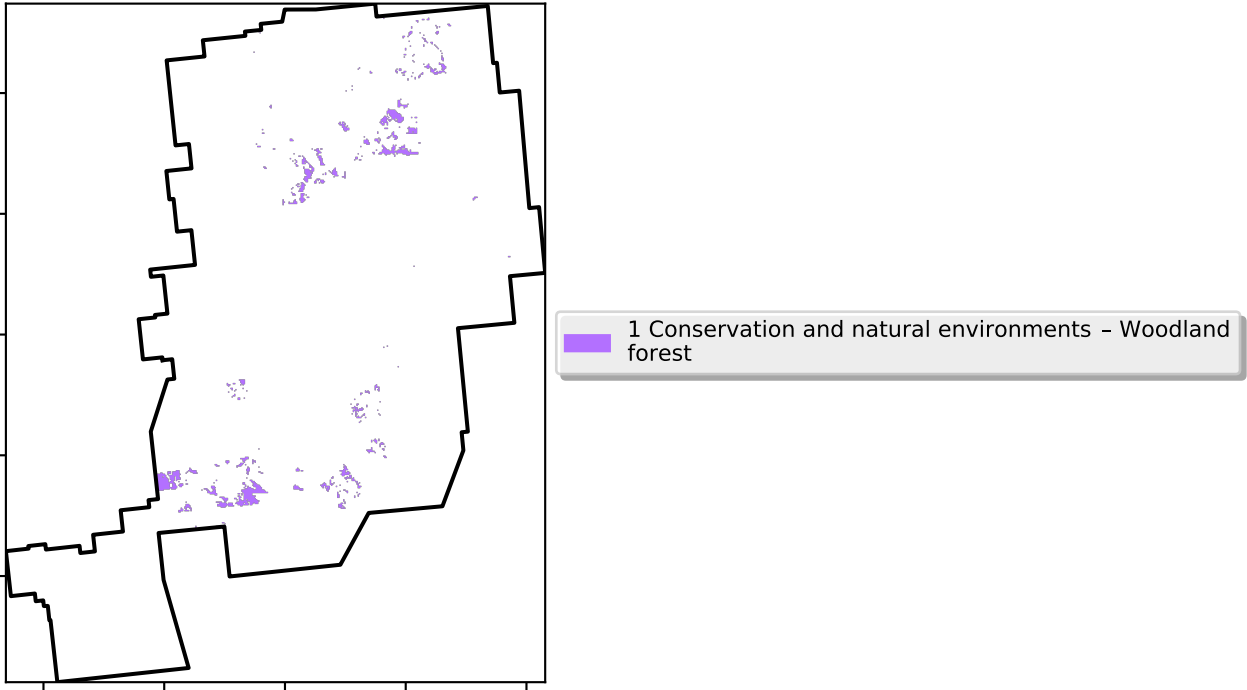 1 Conservation and natural environments – Woodland
forest